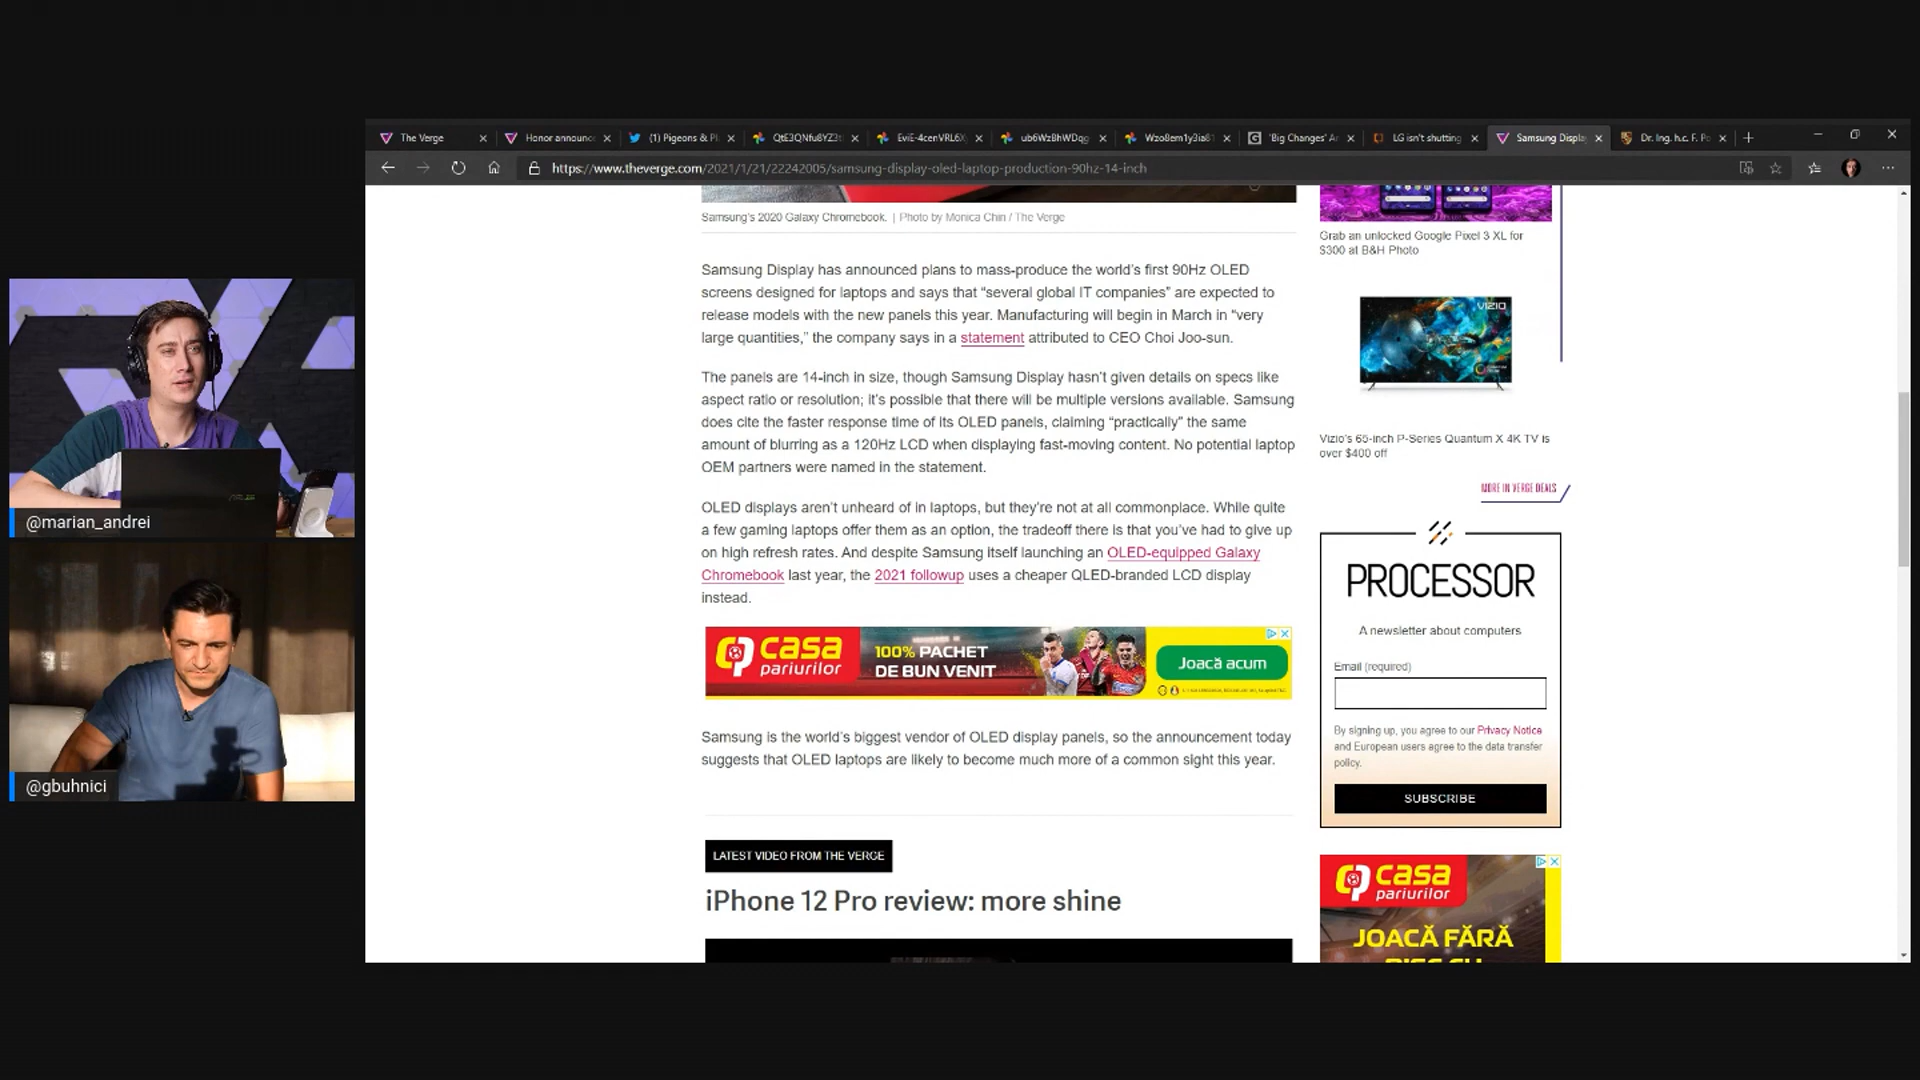 The Verge
Honor announc
(1) Pigeons & Pl
QtE3QNfu8YZ3t
EviE-4cenVRL6X
ub6WzBhWDqg
Wzo8em1y3ia81
'Big Changes' Ar
LG isn't shutting
Samsung Displa
Dr. Ing. h.c. F. Po
https://www.theverge.com/2021/1/21/22242005/samsung-display-oled-laptop-production-90hz-14-inch
Samsung's 2020 Galaxy Chromebook. | Photo by Monica Chin / The Verge
Samsung Display has announced plans to mass-produce the world's first 90Hz OLED
screens designed for laptops and says that “several global IT companies” are expected to
release models with the new panels this year. Manufacturing will begin in March in “very
large quantities,” the company says in a statement attributed to CEO Choi Joo-sun.
The panels are 14-inch in size, though Samsung Display hasn't given details on specs like
aspect ratio or resolution; it's possible that there will be multiple versions available. Samsung
does cite the faster response time of its OLED panels, claiming “practically” the same
amount of blurring as a 120Hz LCD when displaying fast-moving content. No potential laptop
OEM partners were named in the statement.
OLED displays aren't unheard of in laptops, but they're not at all commonplace. While quite
a few gaming laptops offer them as an option, the tradeoff there is that you've had to give up
on high refresh rates. And despite Samsung itself launching an OLED-equipped Galaxy
Chromebook last year, the 2021 followup uses a cheaper QLED-branded LCD display
instead.
casa
pariurilor
100% PACHET
DE BUN VENIT
Joacă acum
Samsung is the world's biggest vendor of OLED display panels, so the announcement today
suggests that OLED laptops are likely to become much more of a common sight this year.
LATEST VIDEO FROM THE VERGE
iPhone 12 Pro review: more shine
Grab an unlocked Google Pixel 3 XL for
$300 at B&H Photo
VIZIO
Vizio's 65-inch P-Series Quantum X 4K TV is
over $400 off
MORE IN VERGE DEALS
PROCESSOR
A newsletter about computers
Email (required)
By signing up, you agree to our Privacy Notice
and European users agree to the data transfer
policy.
SUBSCRIBE
casa
pariurilor
JOACĂ FĂRĂ
@marian_andrei
@gbuhnici